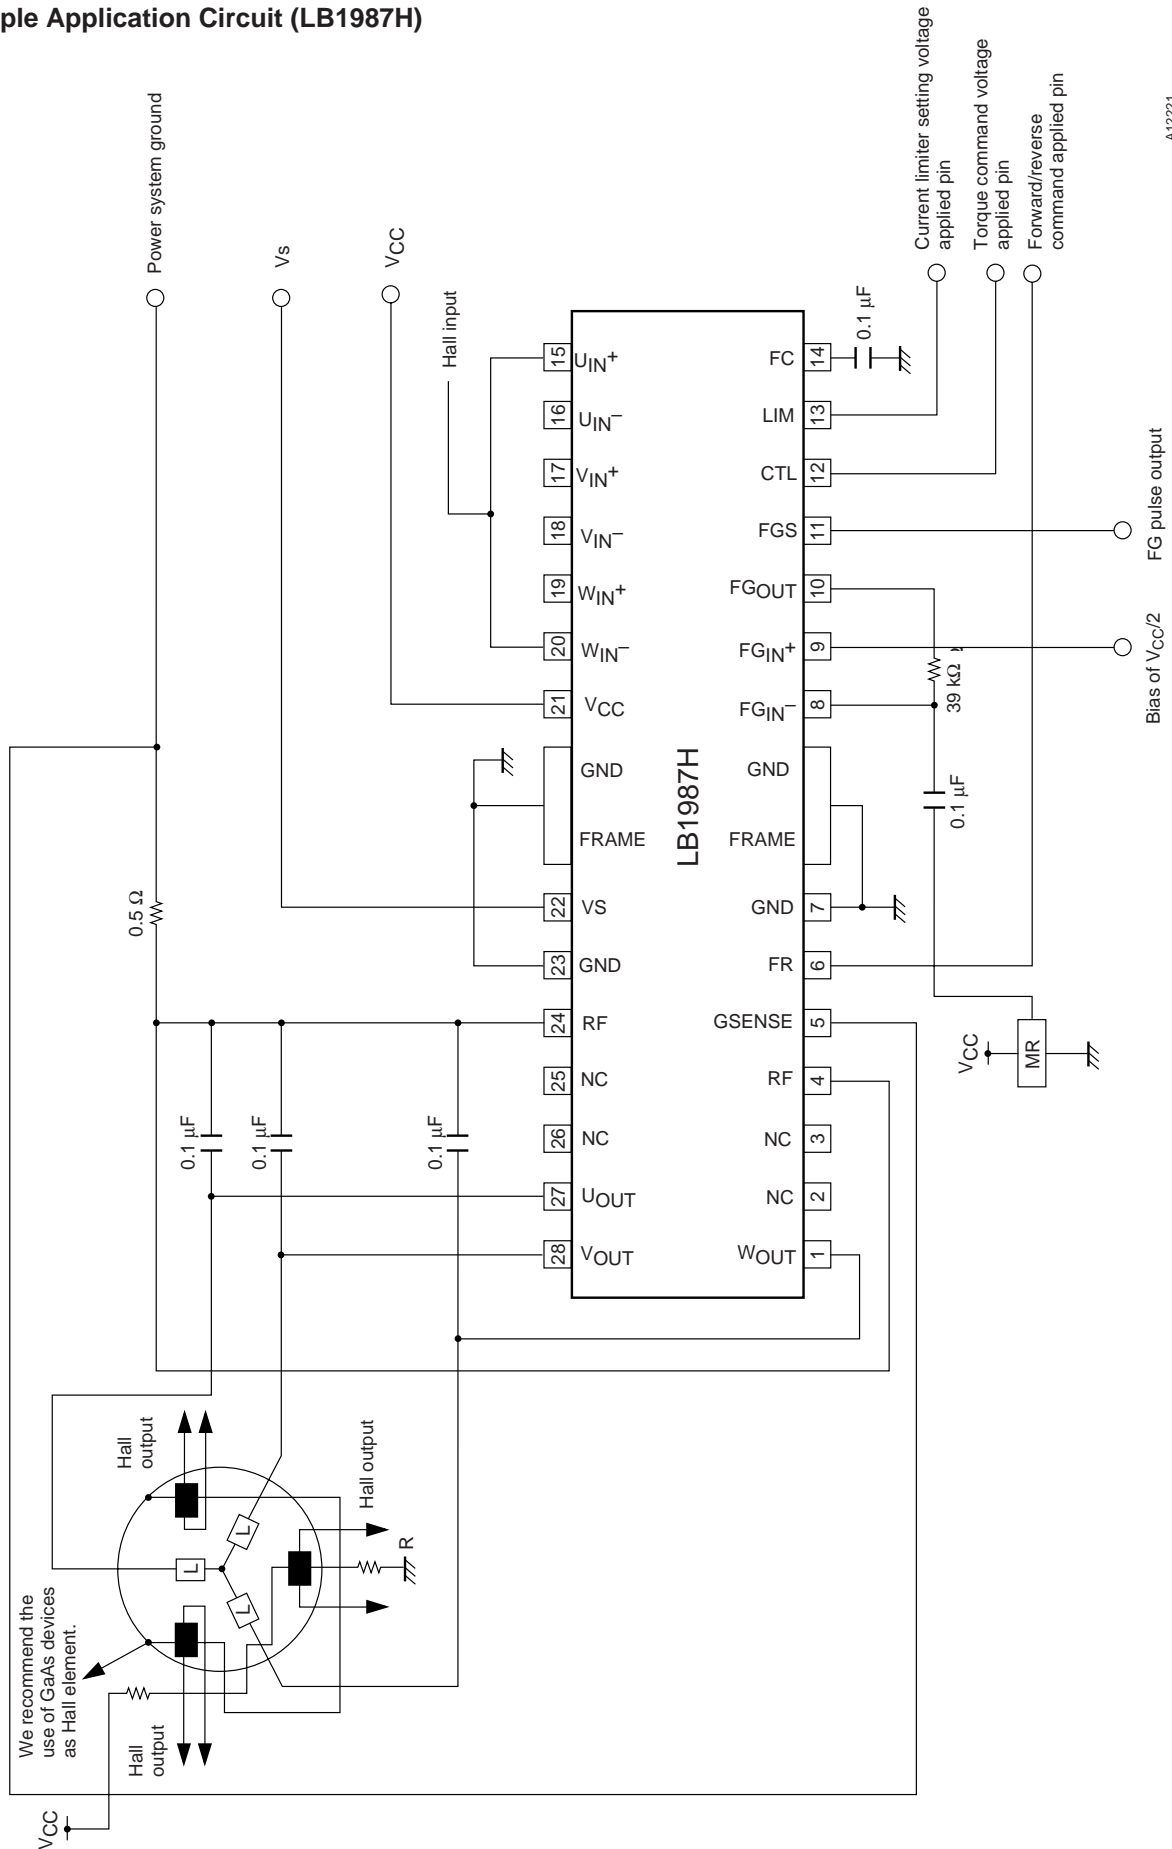 ple Application Circuit (LB1987H)
Power system ground
Vs
VCC
Hall input
Current limiter setting voltage
applied pin
Torque command voltage
applied pin
Forward/reverse
command applied pin
0.1 µF
15
UIN+
16
UIN–
17
VIN+
18
VIN–
19
WIN+
20
WIN–
21
VCC
GND
FRAME
22
VS
23
GND
24
RF
25
NC
26
NC
27
UOUT
28
VOUT
LB1987H
FC
14
LIM
13
CTL
12
FGS
11
FGOUT
10
FGIN+
9
FGIN–
8
GND
FRAME
GND
7
FR
6
GSENSE
5
RF
4
NC
3
NC
2
WOUT
1
FG pulse output
Bias of VCC/2
39 kΩ
0.1 µF
VCC
MR
0.5 Ω
0.1 µF
0.1 µF
0.1 µF
Hall
output
Hall output
R
L
L
L
We recommend the
use of GaAs devices
as Hall element.
Hall
output
VCC